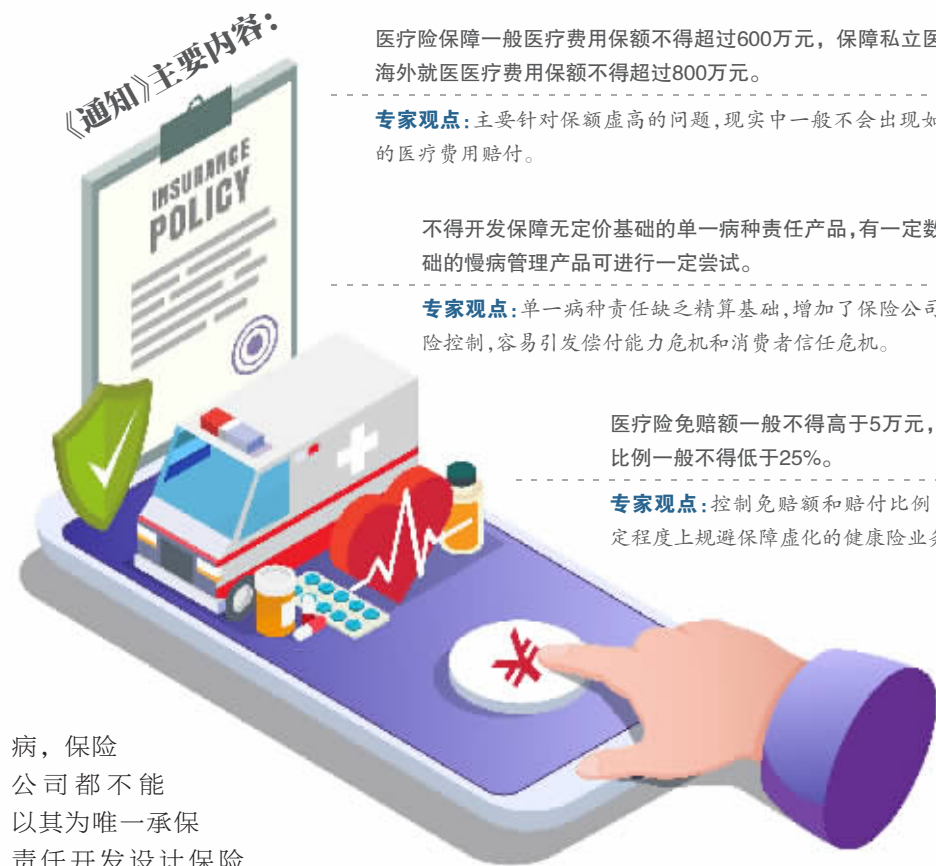 《通知》主要内容：
医疗险保障一般医疗费用保额不得超过600万元，保障私立医
海外就医医疗费用保额不得超过800万元。
专家观点：主要针对保额虚高的问题，现实中一般不会出现如
的医疗费用赔付。
不得开发保障无定价基础的单一病种责任产品，有一定数
础的慢病管理产品可进行一定尝试。
专家观点：单一病种责任缺乏精算基础，增加了保险公司
险控制，容易引发偿付能力危机和消费者信任危机。
医疗险免赔额一般不得高于5万元，
比例一般不得低于25%。
专家观点：控制免赔额和赔付比例
定程度上规避保障虚化的健康险业务
INSURANCE
POLICY
¥
病，保险
公司都不能
以其为唯一承保
责任开发设计保险